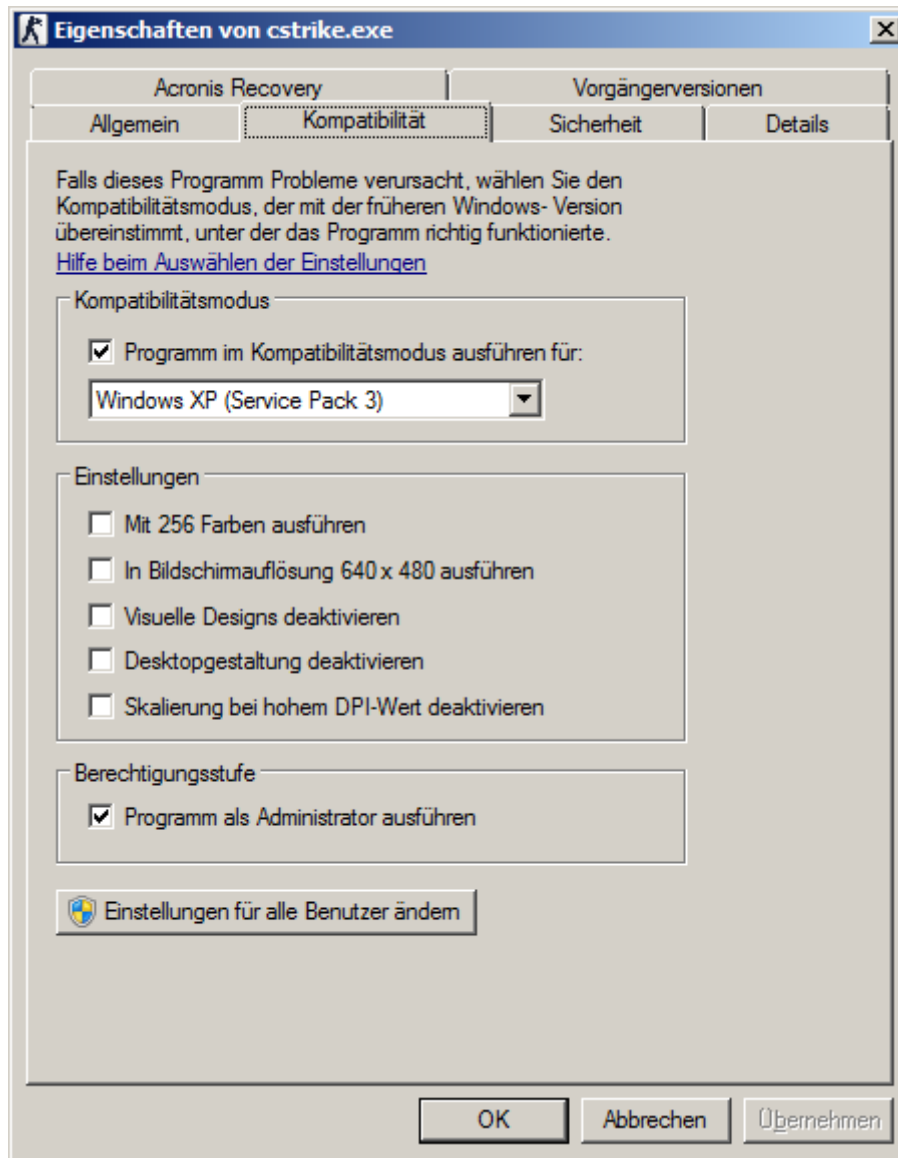 Eigenschaften von cstrike.exe
Acronis Recovery
Vorgängerversionen
Allgemein
Kompatibilität
Sicherheit
Details
Falls dieses Programm Probleme verursacht, wählen Sie den
Kompatibilitätsmodus, der mit der früheren Windows- Version
übereinstimmt, unter der das Programm richtig funktionierte.
Hilfe beim Auswählen der Einstellungen
Kompatibilitätsmodus
Programm im Kompatibilitätsmodus ausführen für:
Windows XP (Service Pack 3)
Einstellungen
Mit 256 Farben ausführen
In Bildschirmauflösung 640 x 480 ausführen
Visuelle Designs deaktivieren
Desktopgestaltung deaktivieren
Skalierung bei hohem DPI-Wert deaktivieren
Berechtigungsstufe
Programm als Administrator ausführen
Einstellungen für alle Benutzer ändern
OK
Abbrechen
Übernehmen